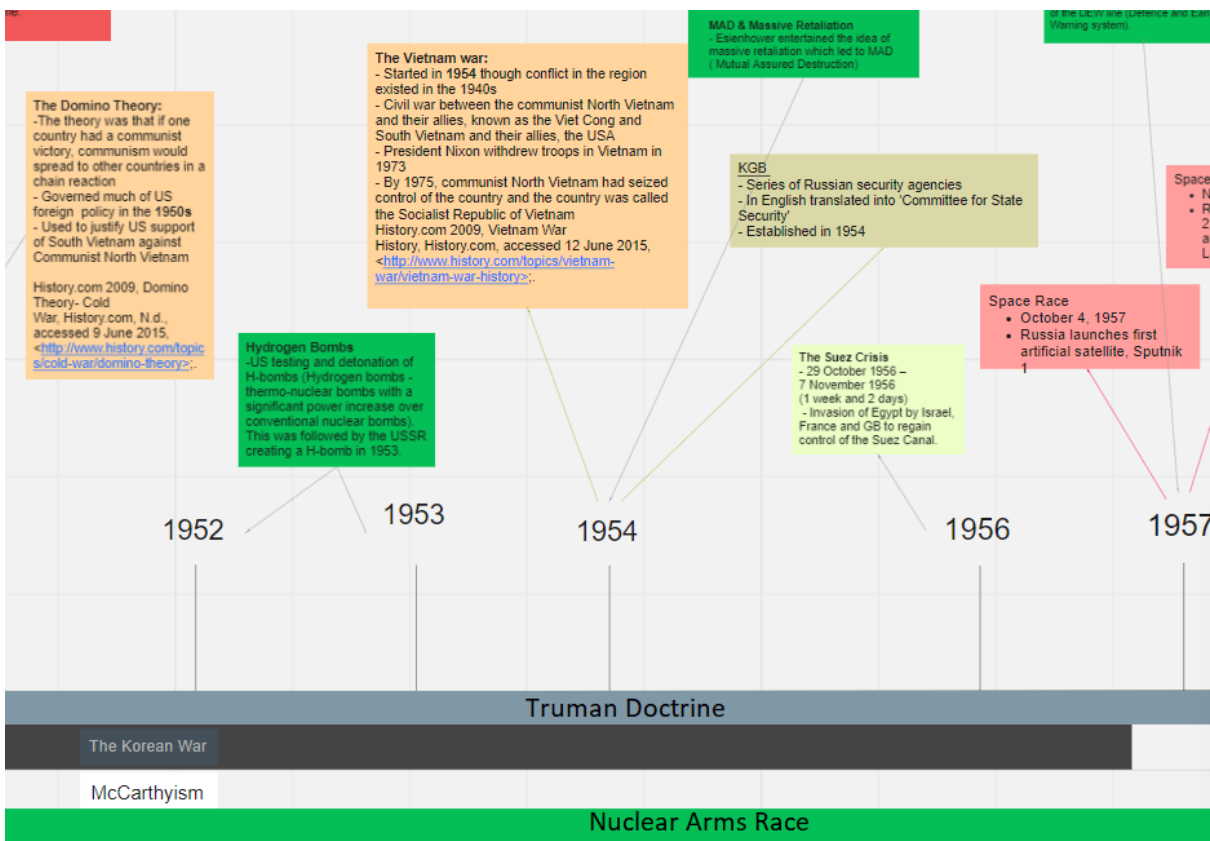 me.
The Domino Theory:
-The theory was that if one
country had a communist
victory, communism would
spread to other countries in a
chain reaction
- Governed much of US
foreign policy in the 1950s
- Used to justify US support
of South Vietnam against
Communist North Vietnam
History.com 2009, Domino
Theory- Cold
War, History.com, N.d.,
accessed 9 June 2015,
<http://www.history.com/topic
s/cold-war/domino-theory>;.
The Vietnam war:
- Started in 1954 though conflict in the region
existed in the 1940s
- Civil war between the communist North Vietnam
and their allies, known as the Viet Cong and
South Vietnam and their allies, the USA
- President Nixon withdrew troops in Vietnam in
1973
- By 1975, communist North Vietnam had seized
control of the country and the country was called
the Socialist Republic of Vietnam
History.com 2009, Vietnam War
History, History.com, accessed 12 June 2015,
<http://www.history.com/topics/vietnam-
war/vietnam-war-history>;.
MAD & Massive Retaliation
- Esienhower entertained the idea of
massive retaliation which led to MAD
( Mutual Assured Destruction)
of the DEW line (Defence and
Warning system).
KGB
- Series of Russian security agencies
- In English translated into 'Committee for State
Security'
- Established in 1954
Space
• N
• R
2
a
L
Space Race
• October 4, 1957
• Russia launches first
artificial satellite, Sputnik
1
Hydrogen Bombs
-US testing and detonation of
H-bombs (Hydrogen bombs -
thermo-nuclear bombs with a
significant power increase over
conventional nuclear bombs).
This was followed by the USSR
creating a H-bomb in 1953.
The Suez Crisis
- 29 October 1956 –
7 November 1956
(1 week and 2 days)
- Invasion of Egypt by Israel,
France and GB to regain
control of the Suez Canal.
1952
1953
1954
1956
1957
Truman Doctrine
The Korean War
McCarthyism
Nuclear Arms Race